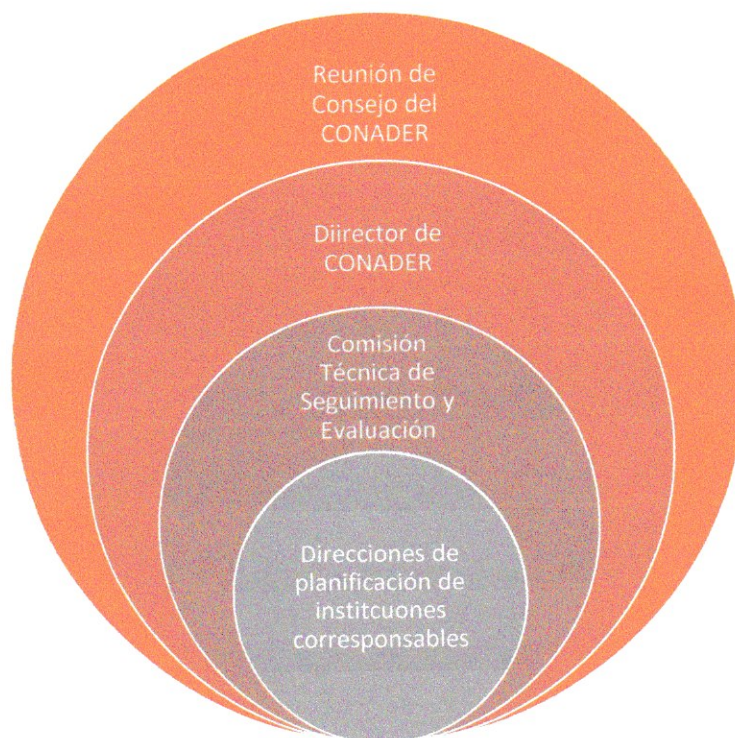 Reunión de
Consejo del
CONADER
Diirector de
CONADER
Comisión
Técnica de
Seguimiento y
Evaluación
Direcciones de
planificación de
institcuones
corresponsables